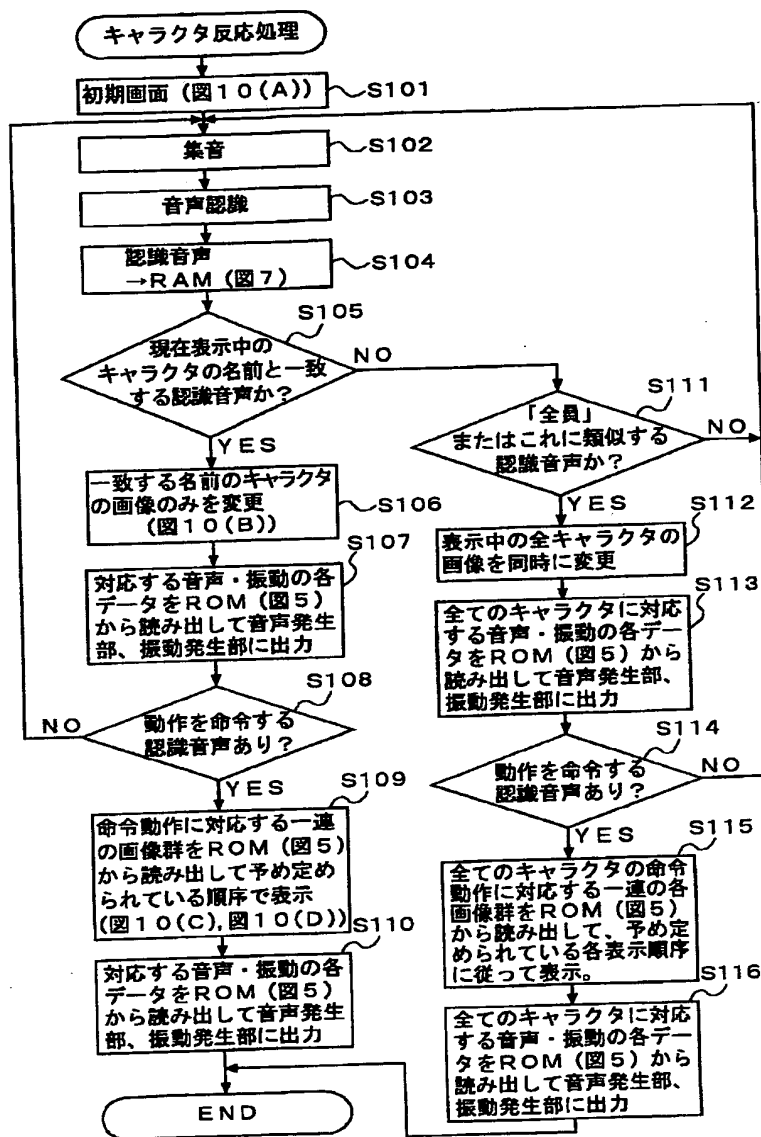 キャラクタ反応処理
初期画面(図10(A))
S101
集音
S102
音声認識
S103
認識音声
→RAM(図7)
S104
S105
現在表示中の
キャラクタの名前と一致
する認識音声か?
NO
YES
一致する名前のキャラクタ
の画像のみを変更
(図10(B))
S106
S107
対応する音声・振動の各
データをROM(図5)
から読み出して音声発生
部、振動発生部に出力
S108
NO
動作を命令する
認識音声あり?
YES
S109
命令動作に対応する一連
の画像群をROM(図5)
から読み出して予め定め
られている順序で表示
(図10(C),図10(D))
S110
対応する音声・振動の各
データをROM(図5)
から読み出して音声発生
部、振動発生部に出力
END
S111
「全員」
またはこれに類似する
認識音声か?
NO
YES
S112
表示中の全キャラクタの
画像を同時に変更
S113
全てのキャラクタに対応
する音声・振動の各デー
タをROM(図5)から
読み出して音声発生部、
振動発生部に出力
S114
動作を命令する
認識音声あり?
NO
YES
S115
全てのキャラクタの命令
動作に対応する一連の各
画像群をROM(図5)
から読み出して、予め定
められている各表示順序
に従って表示。
S116
全てのキャラクタに対応
する音声・振動の各デー
タをROM(図5)から
読み出して音声発生部、
振動発生部に出力